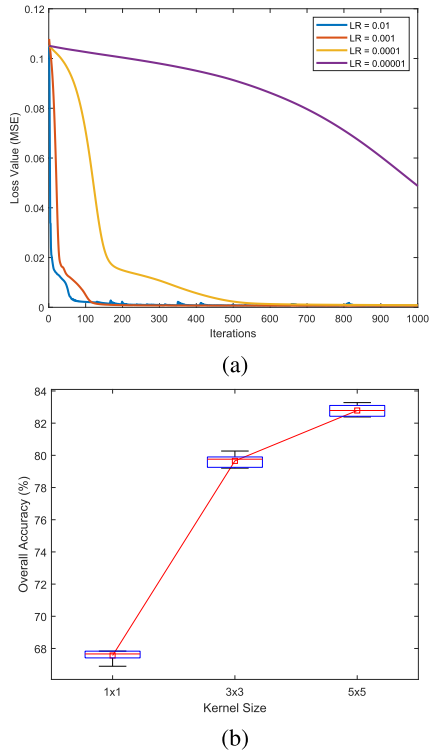 0.12
0.1
0.08
0.06
0.04
0.02
0
Loss Value (MSE)
LR = 0.01
LR = 0.001
LR = 0.0001
LR = 0.00001
0 100 200 300 400 500 600 700 800 900 1000
Iterations
(a)
84
82
80
78
76
74
72
70
68
Overall Accuracy (%)
1x1 3x3 5x5
Kernel Size
(b)